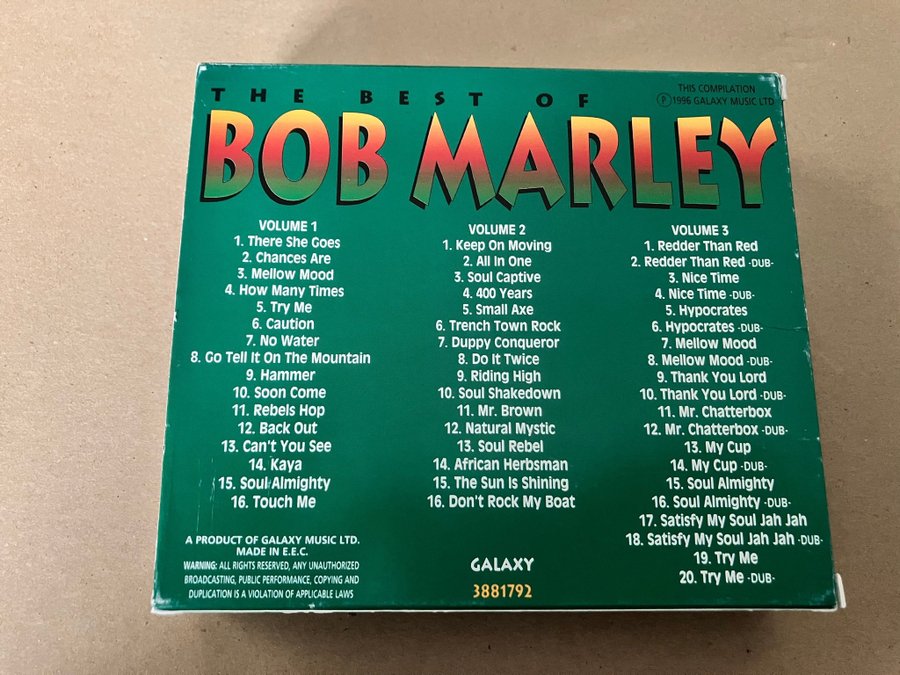 THE BEST OF
THIS COMPILATION
Ⓟ1996 GALAXY MUSIC LTD
BOB MARLEY
VOLUME 1
1. There She Goes
2. Chances Are
3. Mellow Mood
4. How Many Times
5. Try Me
6. Caution
7. No Water
8. Go Tell It On The Mountain
9. Hammer
10. Soon Come
11. Rebels Hop
12. Back Out
13. Can't You See
14. Kaya
15. Soul Almighty
16. Touch Me
VOLUME 2
1. Keep On Moving
2. All In One
3. Soul Captive
4. 400 Years
5. Small Axe
6. Trench Town Rock
7. Duppy Conqueror
8. Do It Twice
9. Riding High
10. Soul Shakedown
11. Mr. Brown
12. Natural Mystic
13. Soul Rebel
14. African Herbsman
15. The Sun Is Shining
16. Don't Rock My Boat
VOLUME 3
1. Redder Than Red
2. Redder Than Red -DUB-
3. Nice Time
4. Nice Time -DUB-
5. Hypocrates
6. Hypocrates -DUB-
7. Mellow Mood
8. Mellow Mood -DUB-
9. Thank You Lord
10. Thank You Lord -DUB-
11. Mr. Chatterbox
12. Mr. Chatterbox -DUB-
13. My Cup
14. My Cup -DUB-
15. Soul Almighty
16. Soul Almighty -DUB-
17. Satisfy My Soul Jah Jah
18. Satisfy My Soul Jah Jah -DUB-
19. Try Me
20. Try Me -DUB-
A PRODUCT OF GALAXY MUSIC LTD.
MADE IN E.E.C.
WARNING: ALL RIGHTS RESERVED, ANY UNAUTHORIZED
BROADCASTING, PUBLIC PERFORMANCE, COPYING AND
DUPLICATION IS A VIOLATION OF APPLICABLE LAWS
GALAXY
3881792